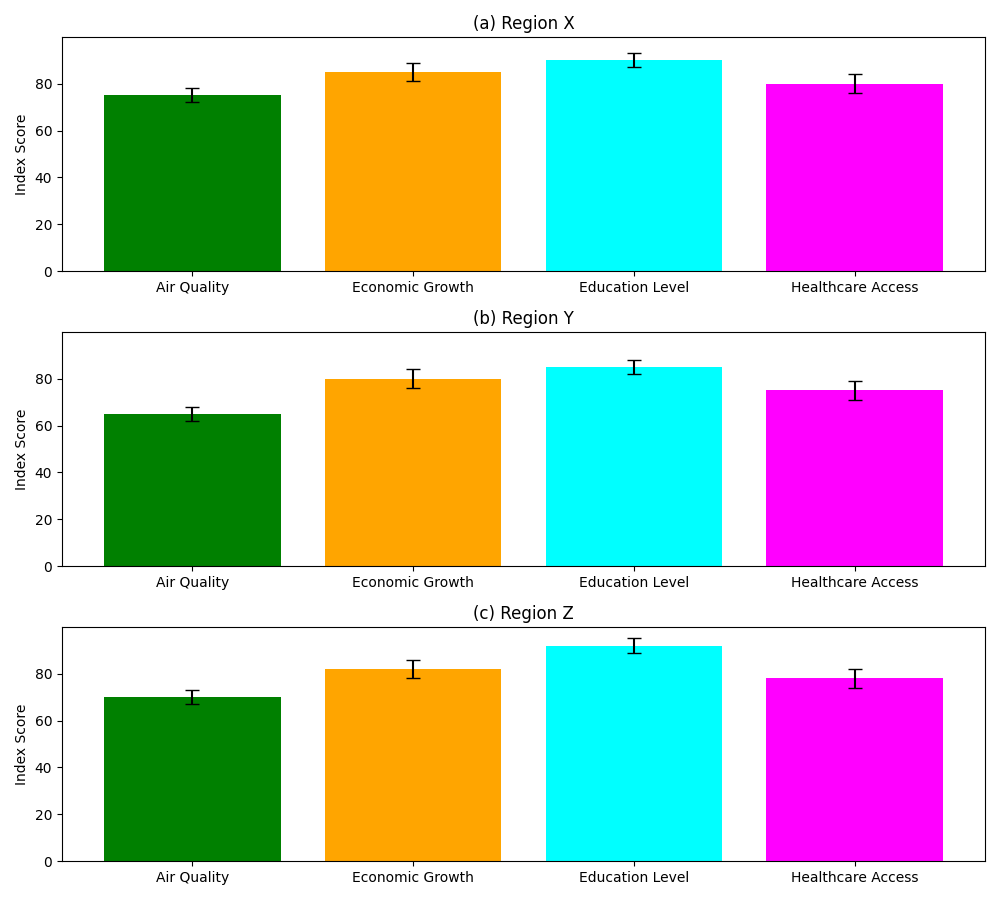 (a) Region X
Index Score
80
60
40
20
0
Air Quality Economic Growth Education Level Healthcare Access
(b) Region Y
Index Score
80
60
40
20
0
Air Quality Economic Growth Education Level Healthcare Access
(c) Region Z
Index Score
80
60
40
20
0
Air Quality Economic Growth Education Level Healthcare Access